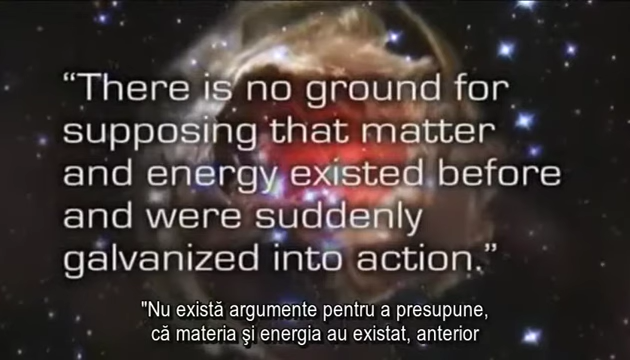 “There is no ground for
supposing that matter
and energy existed before
and were suddenly
galvanized into action.”
"Nu există argumente pentru a presupune,
că materia şi energia au existat, anterior